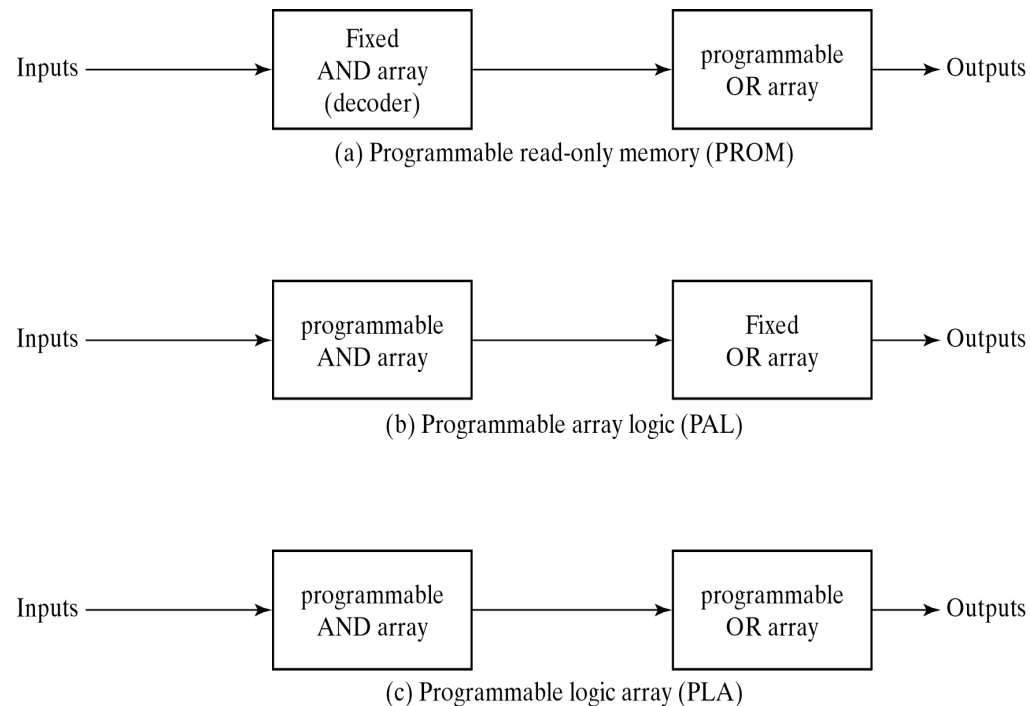 Inputs
Fixed
AND array
(decoder)
programmable
OR array
Outputs
(a) Programmable read-only memory (PROM)
Inputs
programmable
AND array
Fixed
OR array
Outputs
(b) Programmable array logic (PAL)
Inputs
programmable
AND array
programmable
OR array
Outputs
(c) Programmable logic array (PLA)